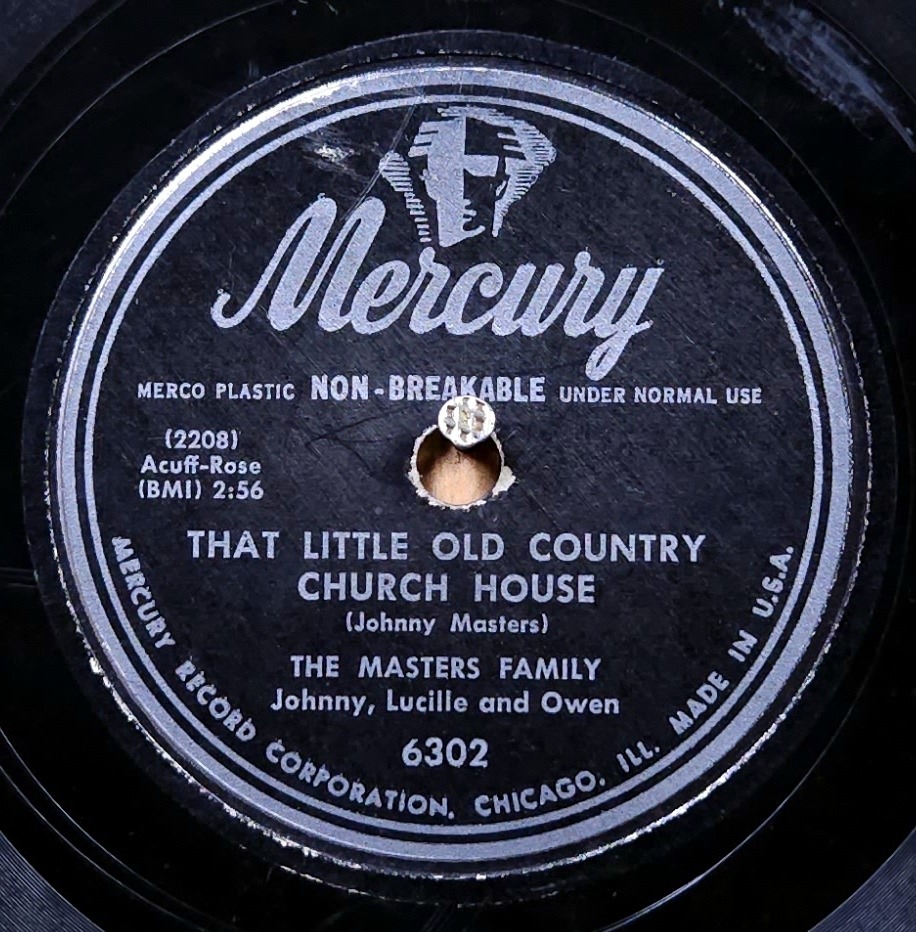 Mercury
MERCO PLASTIC NON-BREAKABLE UNDER NORMAL USE
(2208)
Acuff-Rose
(BMI) 2:56
THAT LITTLE OLD COUNTRY
CHURCH HOUSE
(Johnny Masters)
THE MASTERS FAMILY
Johnny, Lucille and Owen
6302
MERCURY RECORD CORPORATION, CHICAGO, ILL. MADE IN U.S.A.